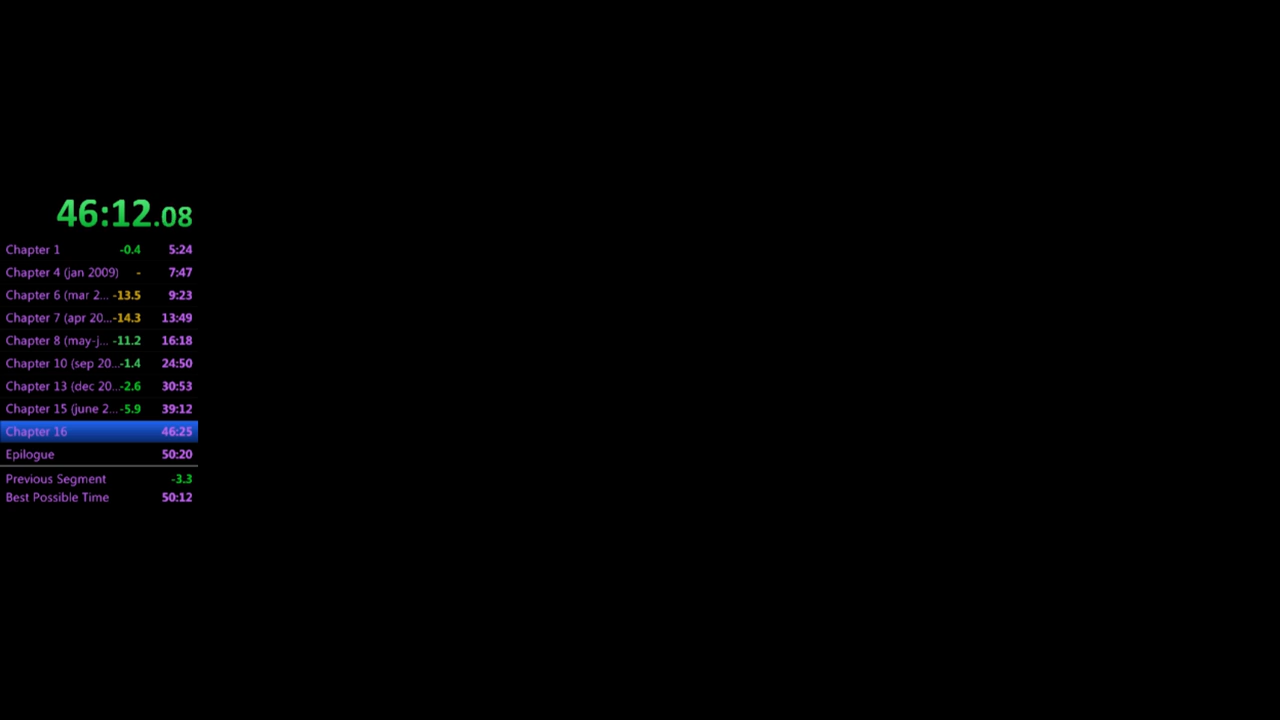 46:12.08
Chapter 1 -0.4 5:24
Chapter 4 (jan 2009) - 7:47
Chapter 6 (mar 2... -13.5 9:23
Chapter 7 (apr 20... -14.3 13:49
Chapter 8 (may-j... -11.2 16:18
Chapter 10 (sep 20... -1.4 24:50
Chapter 13 (dec 20... -2.6 30:53
Chapter 15 (june 2... -5.9 39:12
Chapter 16 46:25
Epilogue 50:20
Previous Segment -3.3
Best Possible Time 50:12